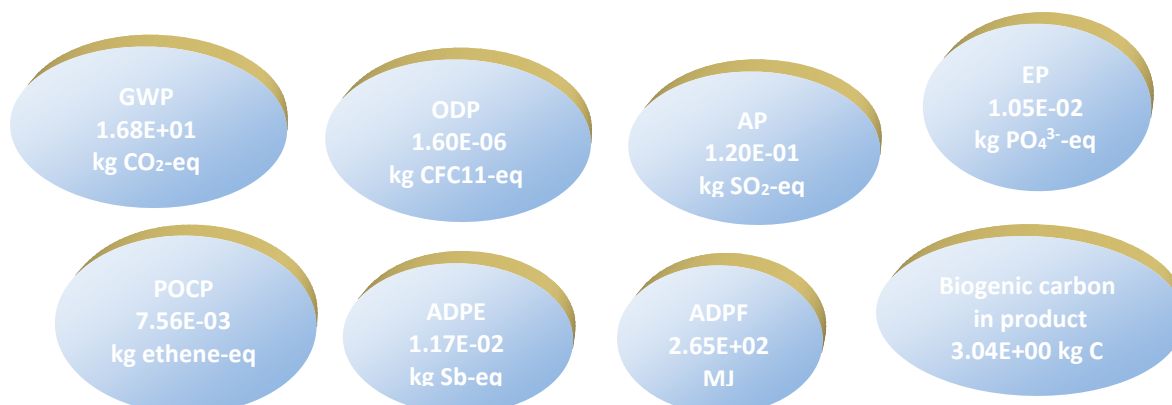 GWP
1.68E+01
kg CO₂-eq
ODP
1.60E-06
kg CFC11-eq
AP
1.20E-01
kg SO₂-eq
EP
1.05E-02
kg PO₄³⁻-eq
POCP
7.56E-03
kg ethene-eq
ADPE
1.17E-02
kg Sb-eq
ADPF
2.65E+02
MJ
Biogenic carbon
in product
3.04E+00 kg C